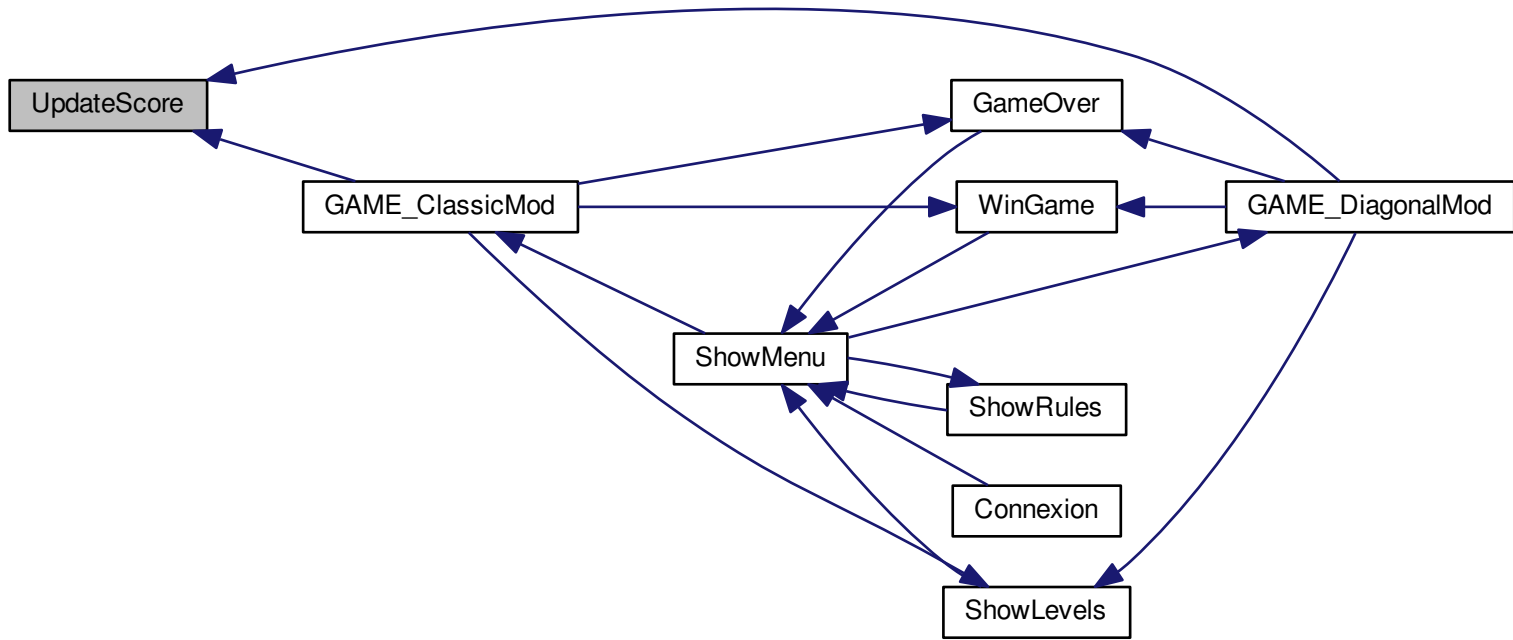 UpdateScore
GameOver
GAME_ClassicMod
WinGame
GAME_DiagonalMod
ShowMenu
ShowRules
Connexion
ShowLevels